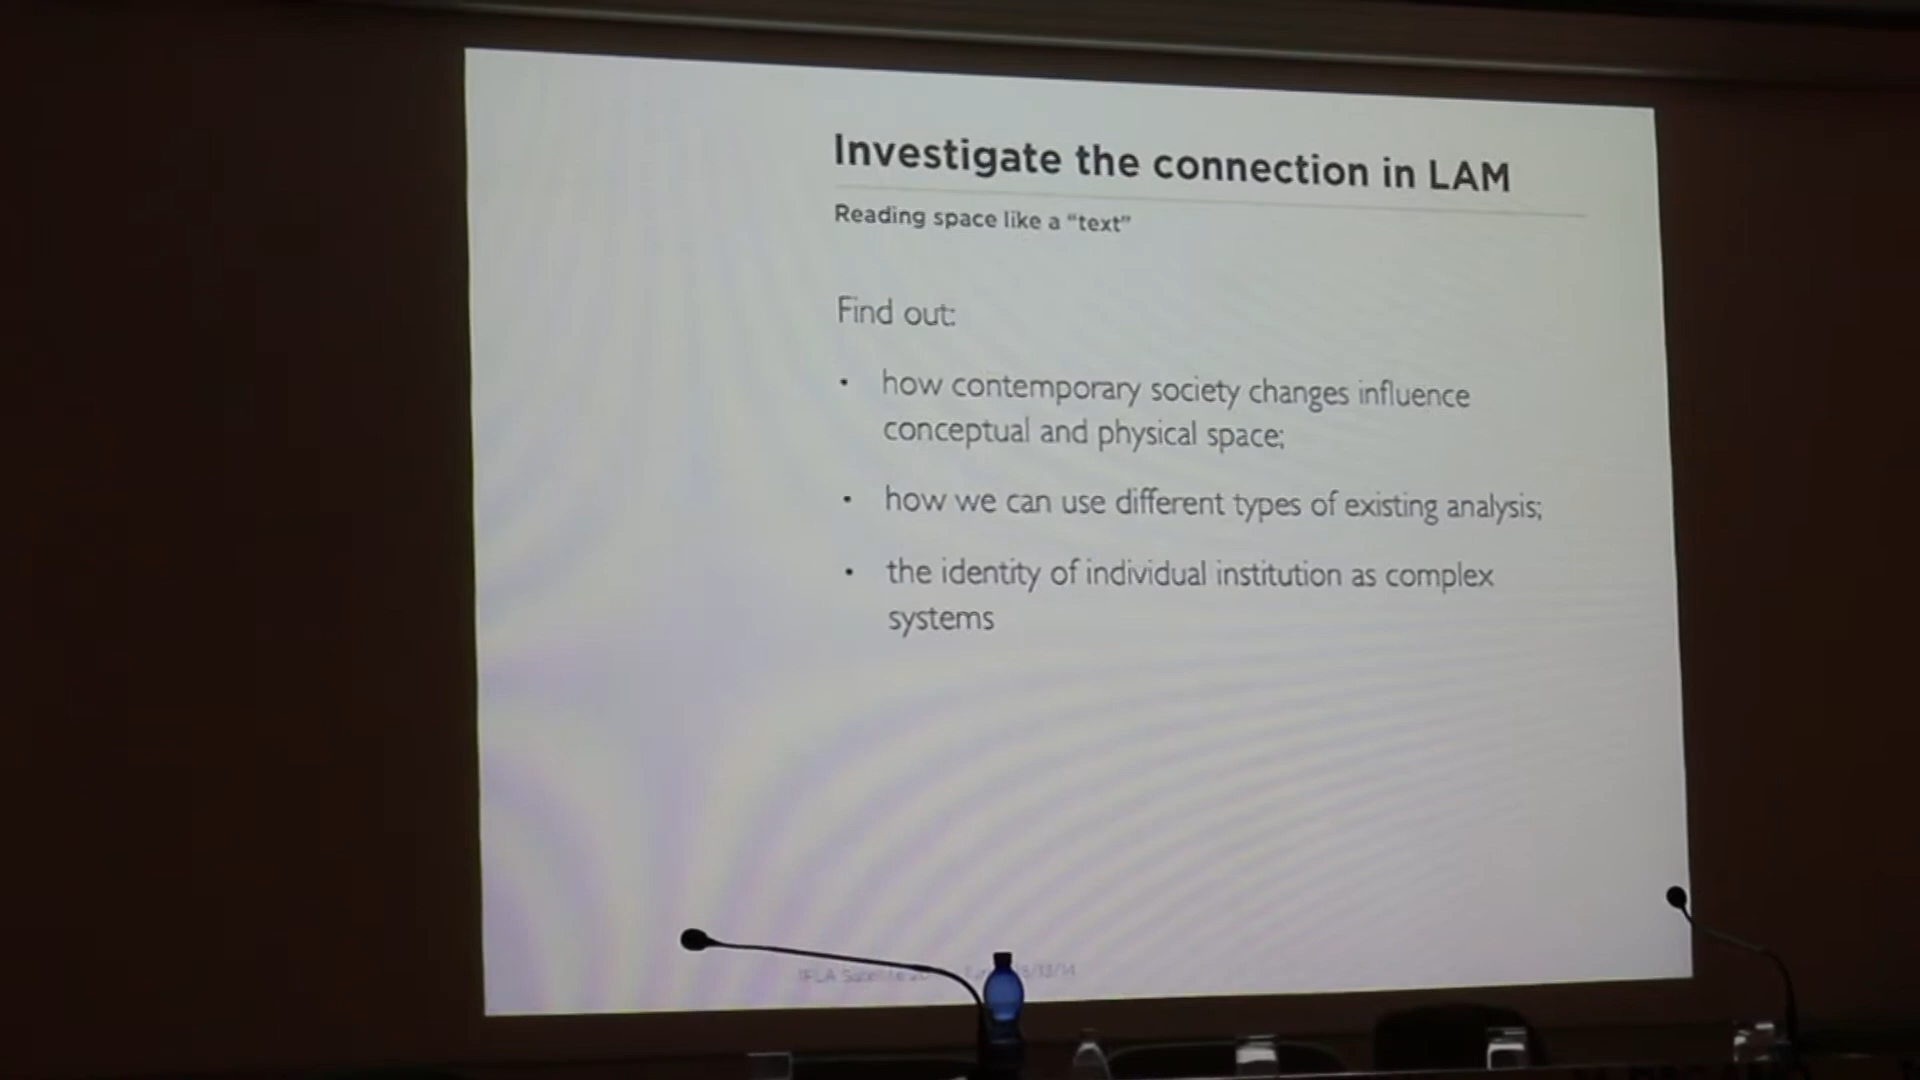 Investigate the connection in LAM
Reading space like a “text”
Find out:
• how contemporary society changes influence
conceptual and physical space;
• how we can use different types of existing analysis;
• the identity of individual institution as complex
systems
IFLA